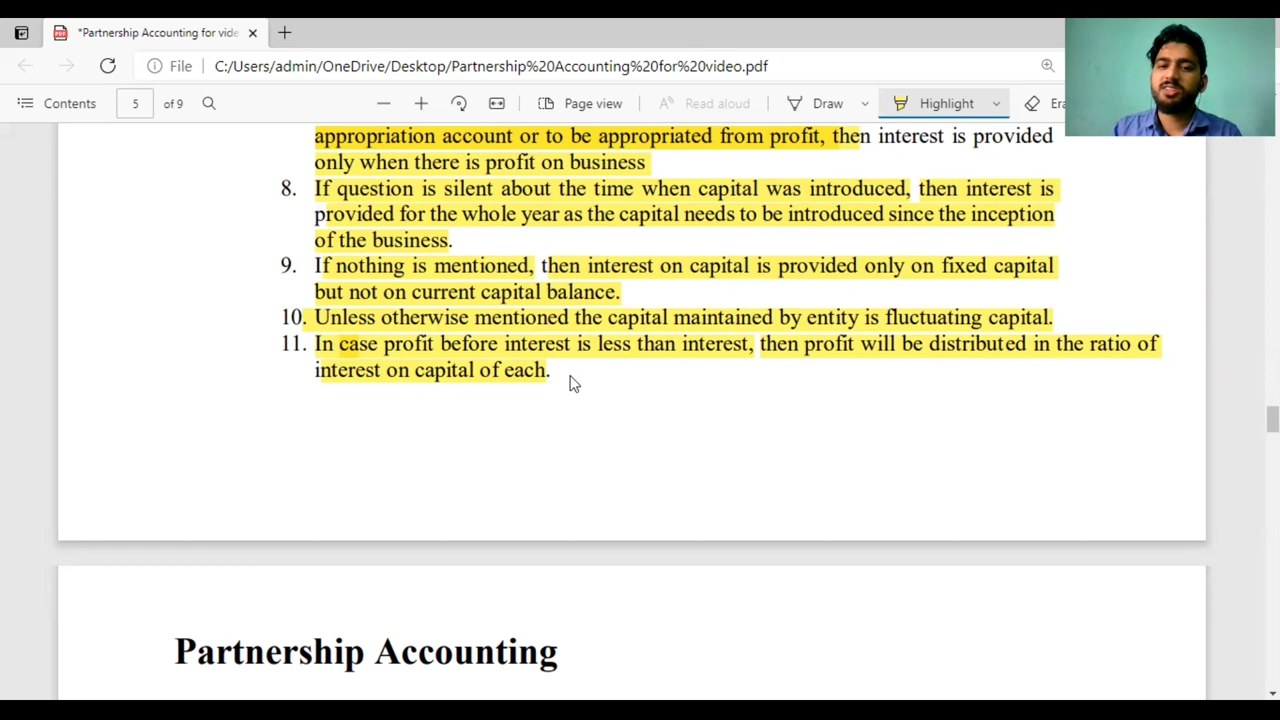 *Partnership Accounting for vide
File
C:/Users/admin/OneDrive/Desktop/Partnership%20Accounting%20for%20video.pdf
Contents
5
of 9
Page view
Read aloud
Draw
Highlight
Era
appropriation account or to be appropriated from profit, then interest is provided
only when there is profit on business
8. If question is silent about the time when capital was introduced, then interest is
provided for the whole year as the capital needs to be introduced since the inception
of the business.
9. If nothing is mentioned, then interest on capital is provided only on fixed capital
but not on current capital balance.
10. Unless otherwise mentioned the capital maintained by entity is fluctuating capital.
11. In case profit before interest is less than interest, then profit will be distributed in the ratio of
interest on capital of each.
Partnership Accounting